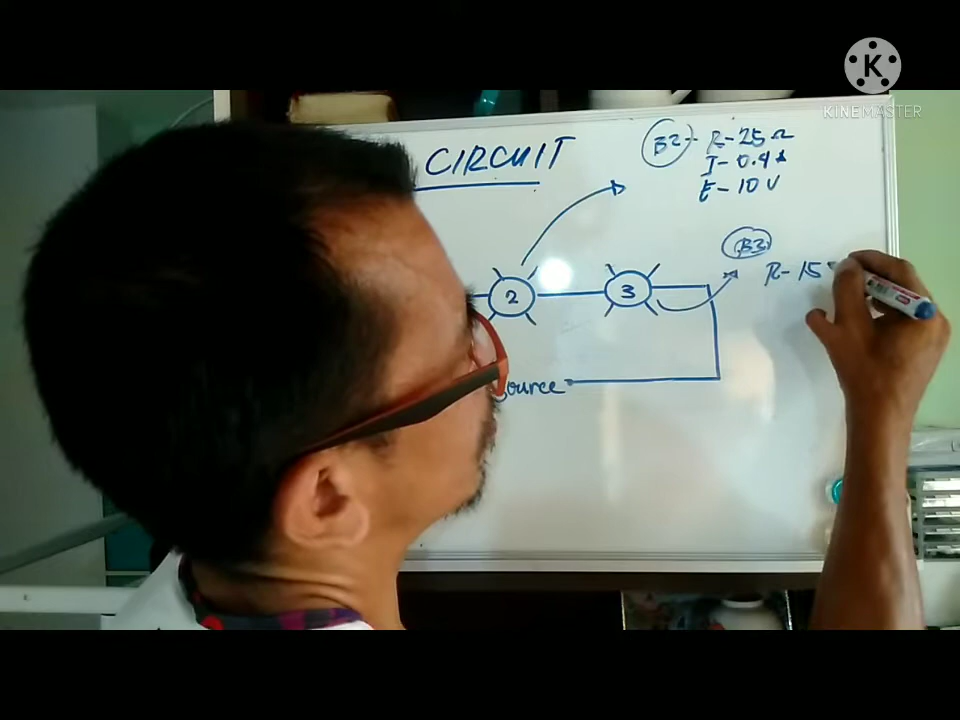 K
KINEMASTER
CIRCUIT
B2 - R - 25 Ω
I - 0.4 A
E - 10 V
B3
R - 15
2
3
ource